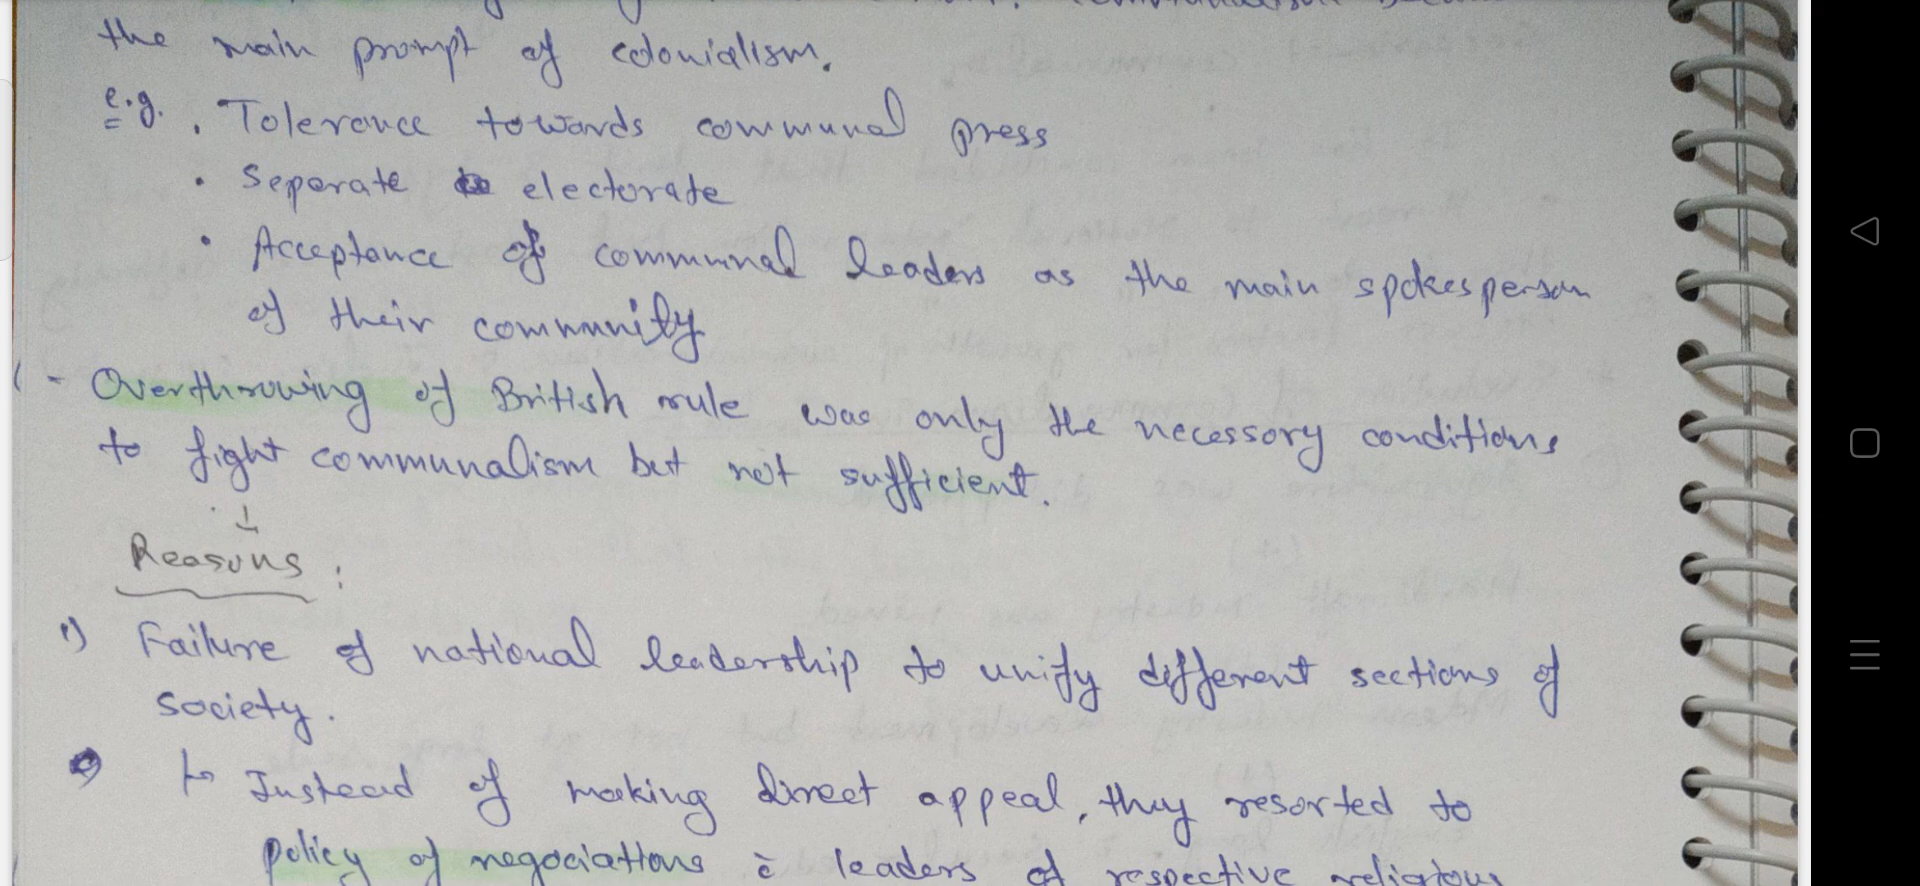 the main prompt of colonialism.
e.g. . Tolerance towards communal press
• Seperate electorate
• Acceptance of communal leaders as the main spokesperson
of their community
- Overthrowing of British rule was only the necessary conditions
to fight communalism but not sufficient.
Reasons :
1) Failure of national leadership to unify different sections of
society.
Instead of making direct appeal, they resorted to
policy of negociations c̄ leaders of respective religious